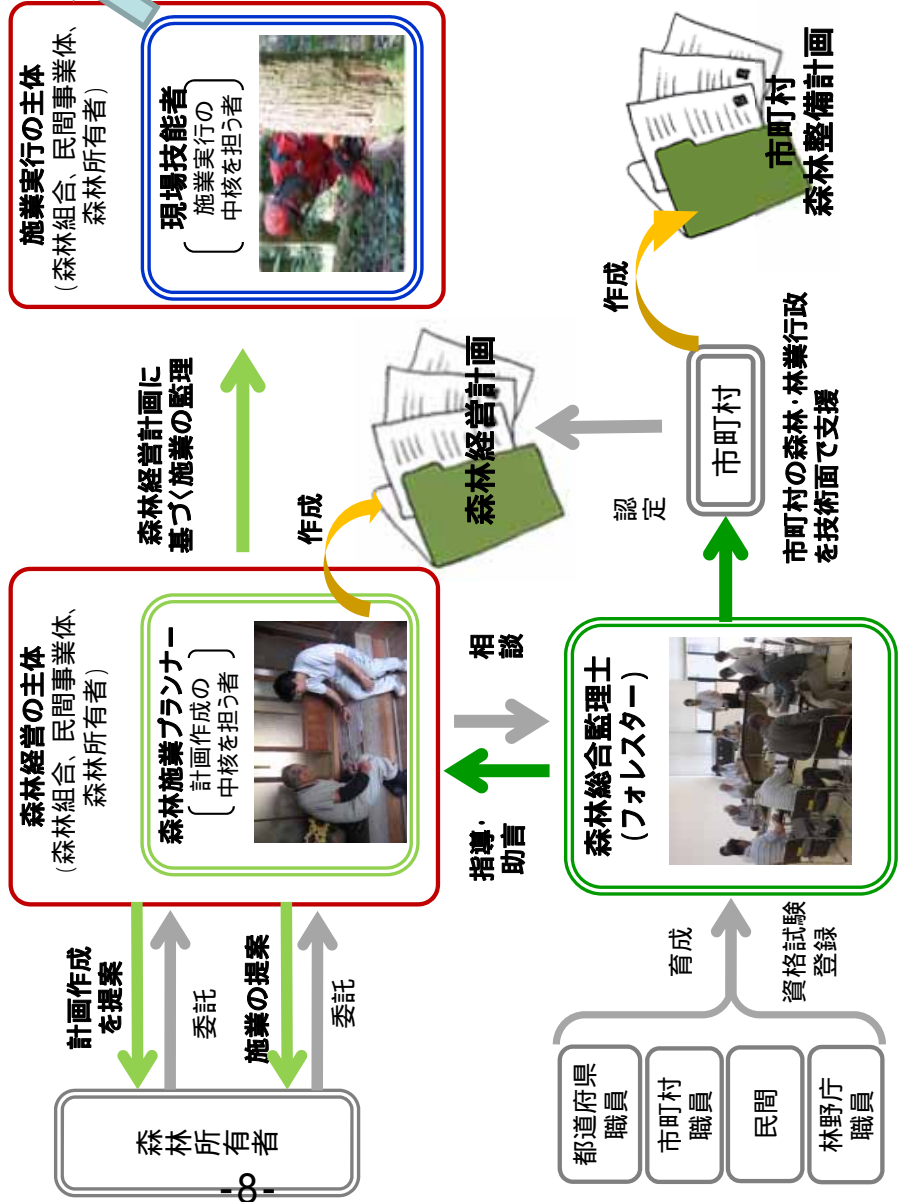 森林所有者
計画作成
を提案
委託
施業の提案
委託
森林経営の主体
(森林組合、民間事業体、
森林所有者)
森林施業プランナー
計画作成の
中核を担う者
作成
森林経営計画
森林経営計画に
基づく施業の監理
施業実行の主体
(森林組合、民間事業体、
森林所有者)
現場技能者
施業実行の
中核を担う者
指導・
助言
相
談
都道府県
職員
市町村
職員
民間
林野庁
職員
育成
資格試験
登録
森林総合監理士
(フォレスター)
市町村の森林・林業行政
を技術面で支援
市町村
認
定
作成
市町村
森林整備計画
-8-